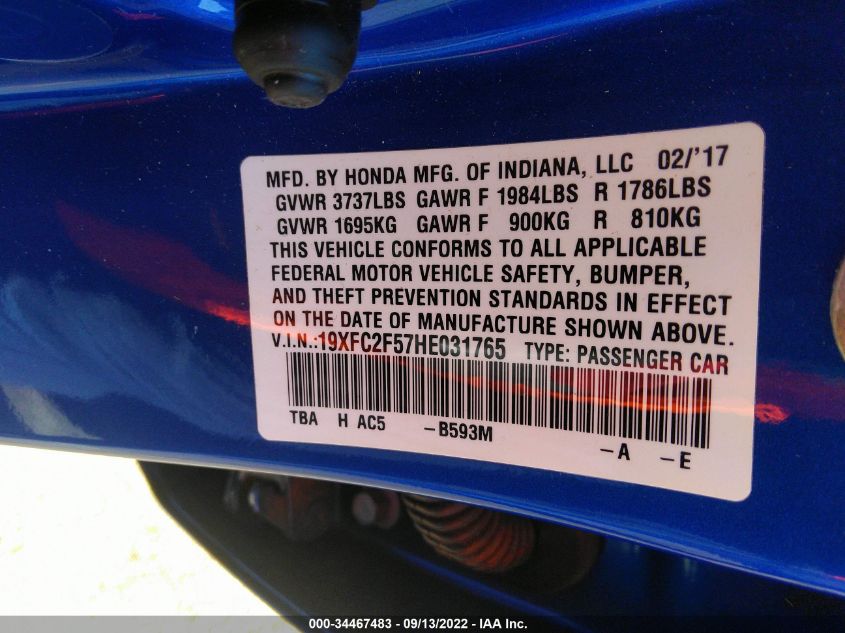 MFD. BY HONDA MFG. OF INDIANA, LLC 02/'17
GVWR 3737LBS GAWR F 1984LBS R 1786LBS
GVWR 1695KG GAWR F 900KG R 810KG
THIS VEHICLE CONFORMS TO ALL APPLICABLE
FEDERAL MOTOR VEHICLE SAFETY, BUMPER,
AND THEFT PREVENTION STANDARDS IN EFFECT
ON THE DATE OF MANUFACTURE SHOWN ABOVE.
V.I.N.:19XFC2F57HE031765 TYPE: PASSENGER CAR
TBA H AC5 -B593M -A -E
000-34467483 - 09/13/2022 - IAA Inc.